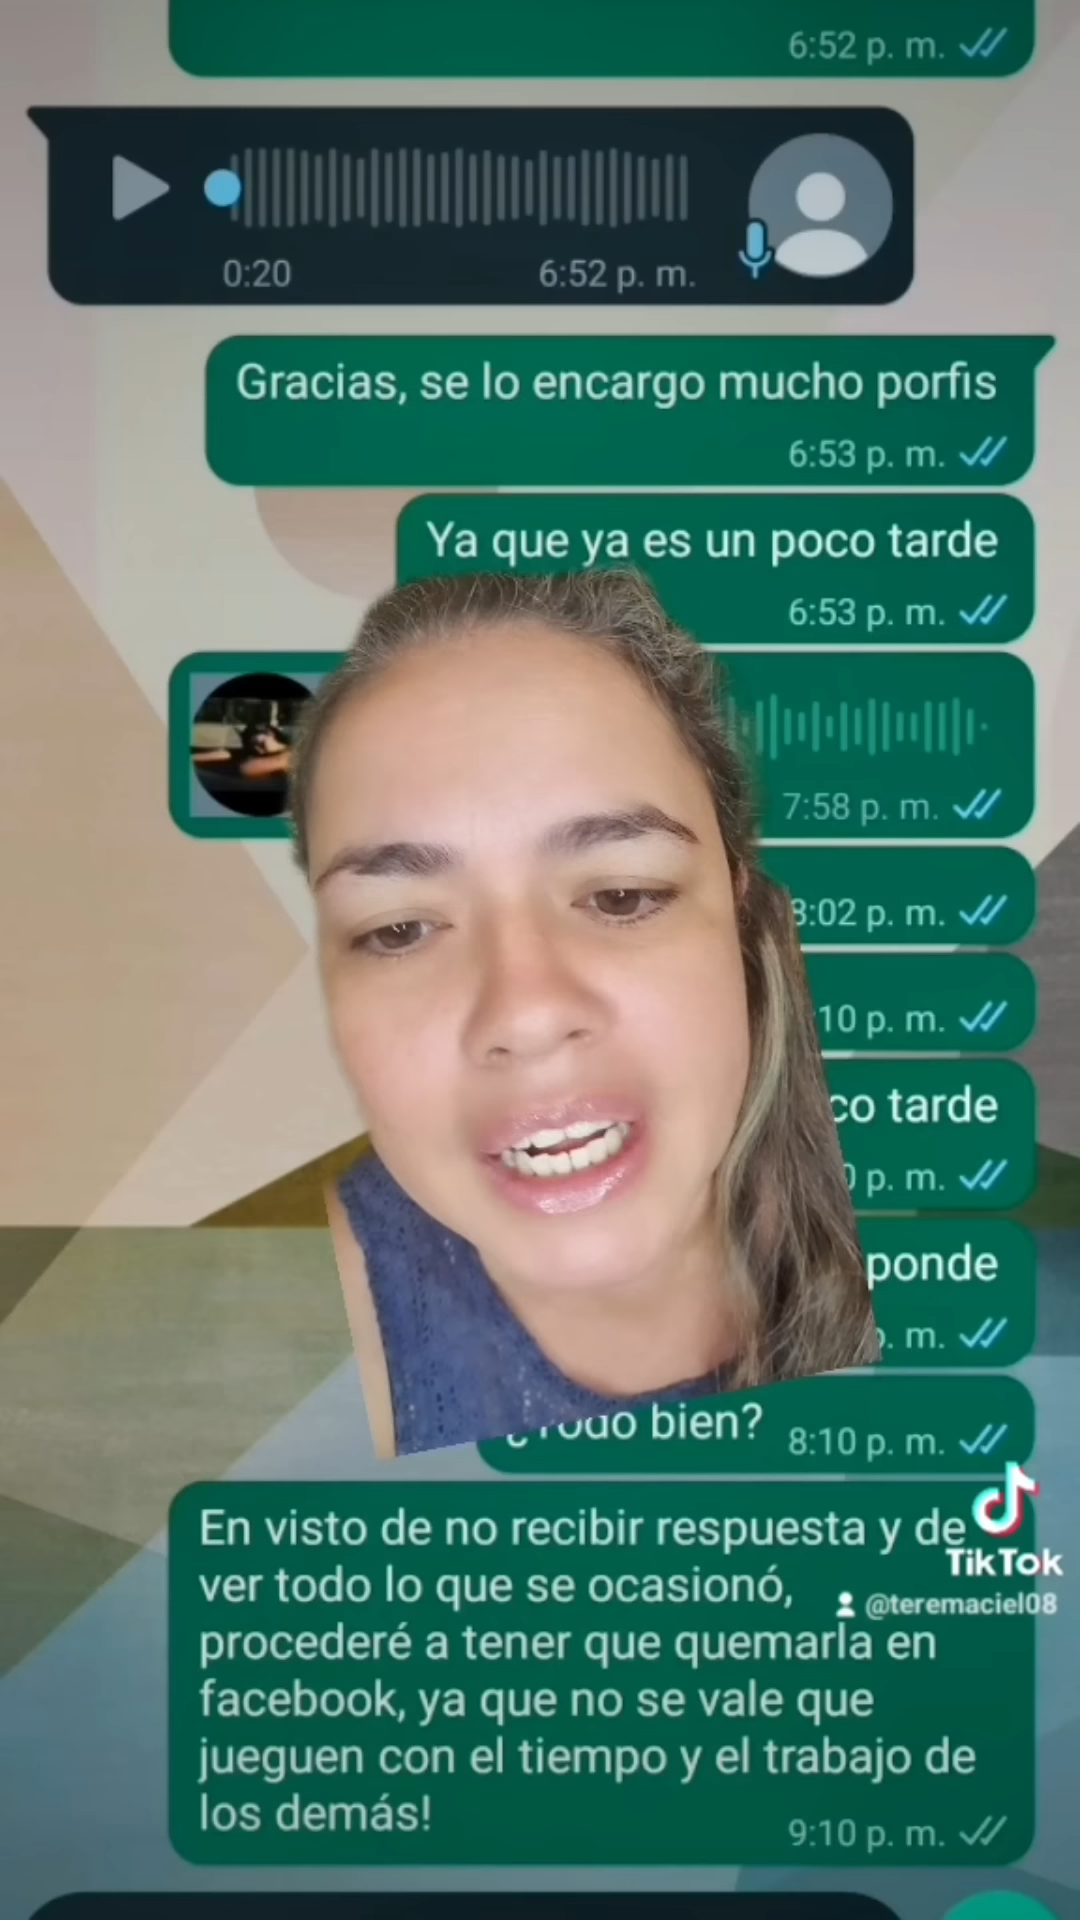 6:52 p. m.
0:20
6:52 p. m.
Gracias, se lo encargo mucho porfis
6:53 p. m.
Ya que ya es un poco tarde
6:53 p. m.
7:58 p. m.
8:02 p. m.
10 p. m.
co tarde
p. m.
ponde
p. m.
¿Todo bien?
8:10 p. m.
En visto de no recibir respuesta y de
ver todo lo que se ocasionó,
procederé a tener que quemarla en
facebook, ya que no se vale que
jueguen con el tiempo y el trabajo de
los demás!
9:10 p. m.
TikTok
@teremaciel08